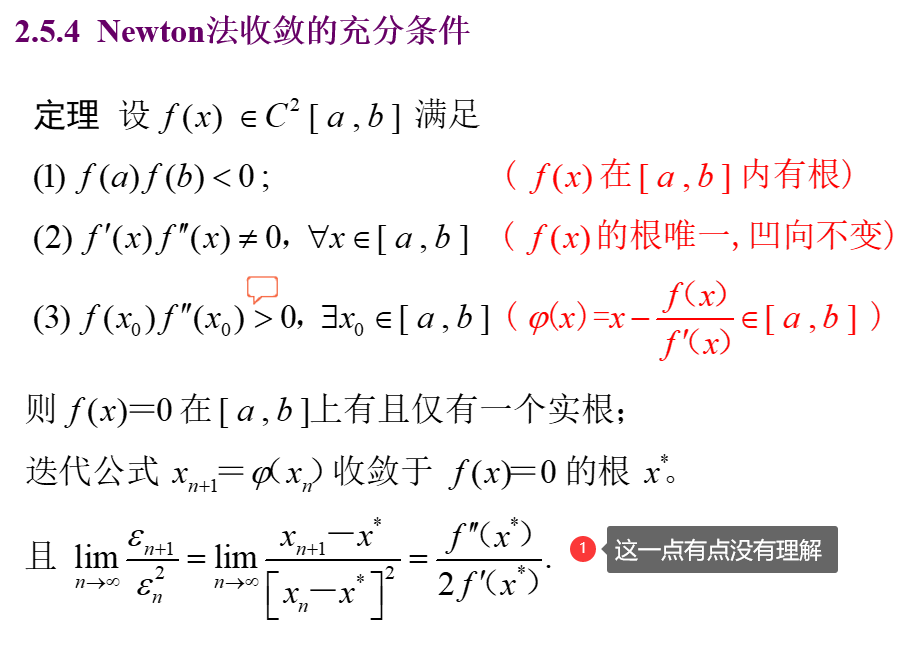 2.5.4 Newton法收敛的充分条件
定理 设 f(x) ∈C²[a,b] 满足
(1) f(a)f(b)<0; (f(x)在[a,b]内有根)
(2) f′(x)f″(x)≠0，∀x∈[a,b] (f(x)的根唯一,凹向不变)
(3) f(x₀)f″(x₀)>0，∃x₀∈[a,b] (φ(x)=x−f(x)/f′(x)∈[a,b])
则 f(x)=0 在[a,b]上有且仅有一个实根；
迭代公式 xₙ₊₁=φ(xₙ) 收敛于 f(x)=0 的根 x*。
且 lim_{n→∞} εₙ₊₁/εₙ² = lim_{n→∞} (xₙ₊₁−x*)/[xₙ−x*]² = f″(x*)/2f′(x*). 1 这一点有点没有理解